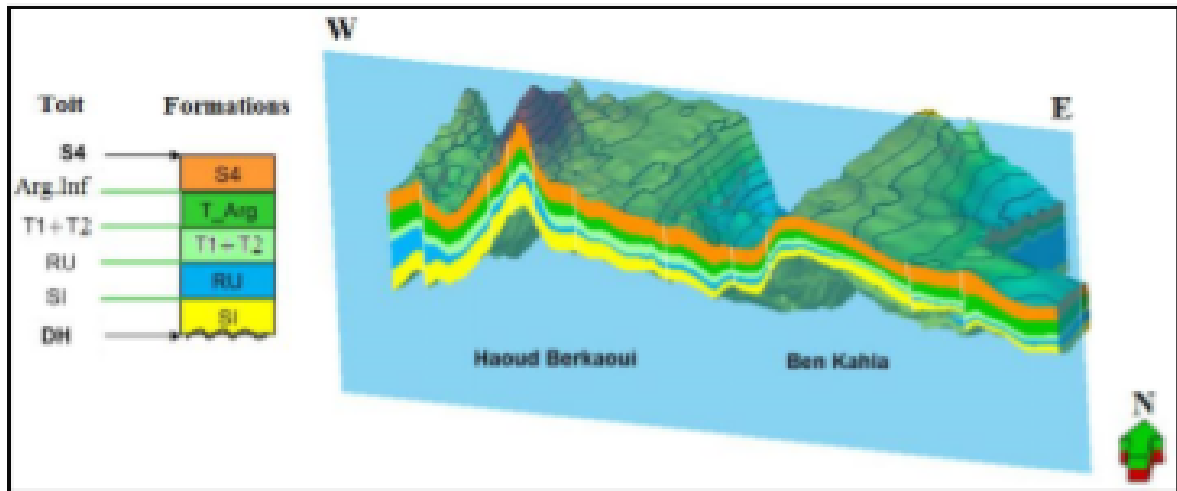 W
E
Toit
Formations
S4
S4
Arg.Inf
T_Arg
T1+T2
T1-T2
RU
RU
SI
SI
DH
Haoud Berkaoui
Ben Kahla
N